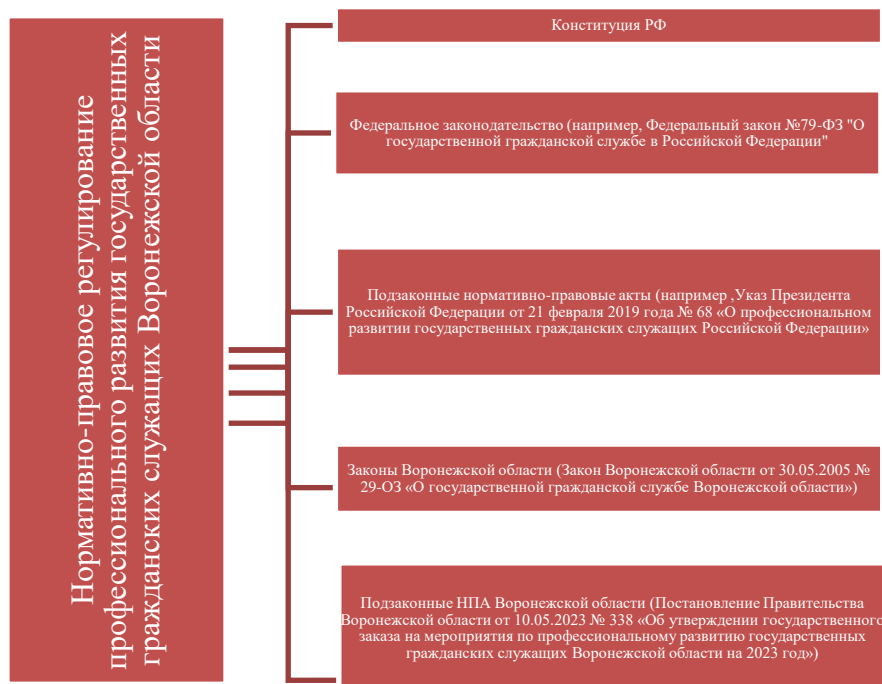 Нормативно-правовое регулирование
профессионального развития государственных
гражданских служащих Воронежской области
Конституция РФ
Федеральное законодательство (например, Федеральный закон №79-ФЗ "О
государственной гражданской службе в Российской Федерации"
Подзаконные нормативно-правовые акты (например ,Указ Президента
Российской Федерации от 21 февраля 2019 года № 68 «О профессиональном
развитии государственных гражданских служащих Российской Федерации»
Законы Воронежской области (Закон Воронежской области от 30.05.2005 №
29-ОЗ «О государственной гражданской службе Воронежской области»)
Подзаконные НПА Воронежской области (Постановление Правительства
Воронежской области от 10.05.2023 № 338 «Об утверждении государственного
заказа на мероприятия по профессиональному развитию государственных
гражданских служащих Воронежской области на 2023 год»)